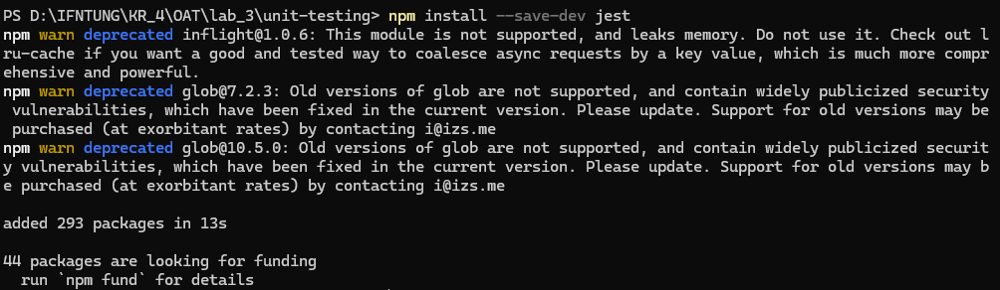 PS D:\IFNTUNG\KR_4\OAT\lab_3\unit-testing> npm install --save-dev jest
npm warn deprecated inflight@1.0.6: This module is not supported, and leaks memory. Do not use it. Check out l
ru-cache if you want a good and tested way to coalesce async requests by a key value, which is much more compr
ehensive and powerful.
npm warn deprecated glob@7.2.3: Old versions of glob are not supported, and contain widely publicized security
 vulnerabilities, which have been fixed in the current version. Please update. Support for old versions may be
 purchased (at exorbitant rates) by contacting i@izs.me
npm warn deprecated glob@10.5.0: Old versions of glob are not supported, and contain widely publicized securit
y vulnerabilities, which have been fixed in the current version. Please update. Support for old versions may b
e purchased (at exorbitant rates) by contacting i@izs.me

added 293 packages in 13s

44 packages are looking for funding
  run `npm fund` for details